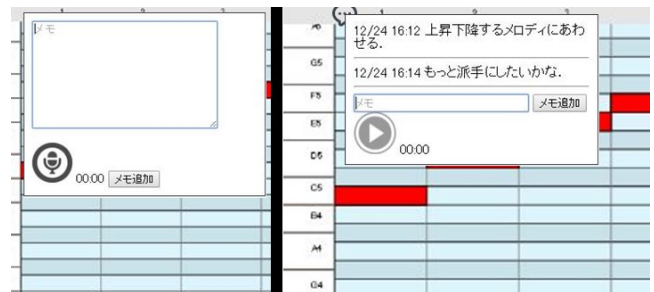 メモ
00:00 メモ追加
12/24 16:12 上昇下降するメロディにあわ
せる.
12/24 16:14 もっと派手にしたいかな.
メモ メモ追加
00:00
G5
F5
E5
D5
C5
B4
A4
G4